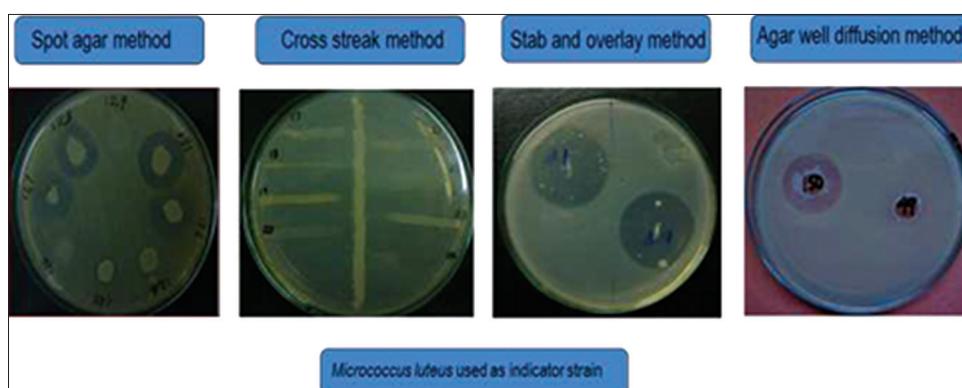 Spot agar method
Cross streak method
Stab and overlay method
Agar well diffusion method
Micrococcus luteus used as indicator strain